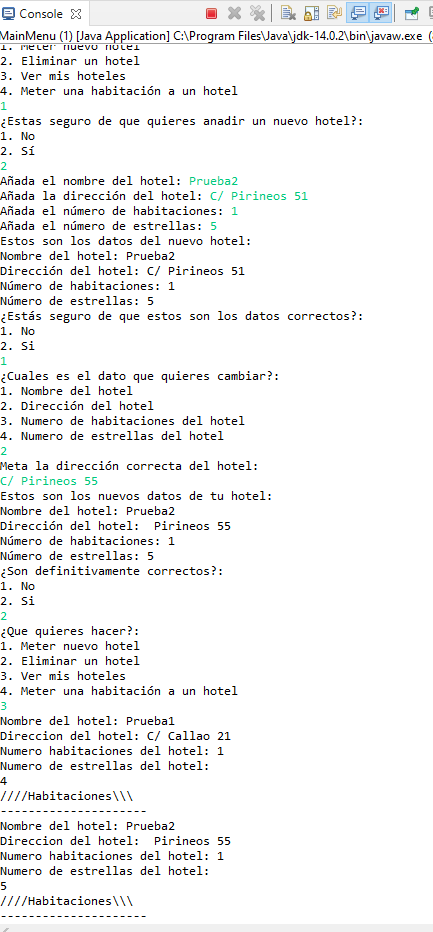 Console
MainMenu (1) [Java Application] C:\Program Files\Java\jdk-14.0.2\bin\javaw.exe
1. Meter nuevo hotel
2. Eliminar un hotel
3. Ver mis hoteles
4. Meter una habitación a un hotel
1
¿Estas seguro de que quieres anadir un nuevo hotel?:
1. No
2. Sí
2
Añada el nombre del hotel: Prueba2
Añada la dirección del hotel: C/ Pirineos 51
Añada el número de habitaciones: 1
Añada el número de estrellas: 5
Estos son los datos del nuevo hotel:
Nombre del hotel: Prueba2
Dirección del hotel: C/ Pirineos 51
Número de habitaciones: 1
Número de estrellas: 5
¿Estás seguro de que estos son los datos correctos?:
1. No
2. Si
1
¿Cuales es el dato que quieres cambiar?:
1. Nombre del hotel
2. Dirección del hotel
3. Numero de habitaciones del hotel
4. Numero de estrellas del hotel
2
Meta la dirección correcta del hotel:
C/ Pirineos 55
Estos son los nuevos datos de tu hotel:
Nombre del hotel: Prueba2
Dirección del hotel:  Pirineos 55
Número de habitaciones: 1
Número de estrellas: 5
¿Son definitivamente correctos?:
1. No
2. Si
2
¿Que quieres hacer?:
1. Meter nuevo hotel
2. Eliminar un hotel
3. Ver mis hoteles
4. Meter una habitación a un hotel
3
Nombre del hotel: Prueba1
Direccion del hotel: C/ Callao 21
Numero habitaciones del hotel: 1
Numero de estrellas del hotel:
4
////Habitaciones\\\
---------------------
Nombre del hotel: Prueba2
Direccion del hotel:  Pirineos 55
Numero habitaciones del hotel: 1
Numero de estrellas del hotel:
5
////Habitaciones\\\
---------------------